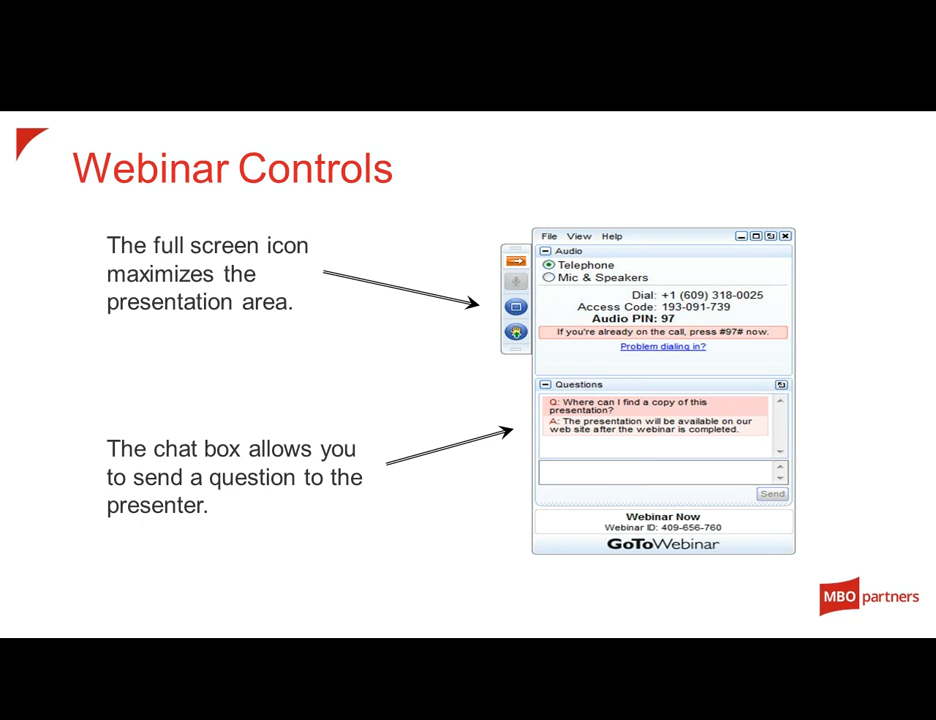 Webinar Controls
The full screen icon
maximizes the
presentation area.
The chat box allows you
to send a question to the
presenter.
File View Help
Audio
Telephone
Mic & Speakers
Dial: +1 (609) 318-0025
Access Code: 193-091-739
Audio PIN: 97
If you're already on the call, press #97# now.
Problem dialing in?
Questions
Q: Where can I find a copy of this
presentation?
A: The presentation will be available on our
web site after the webinar is completed.
Send
Webinar Now
Webinar ID: 409-656-760
GoToWebinar
MBO partners